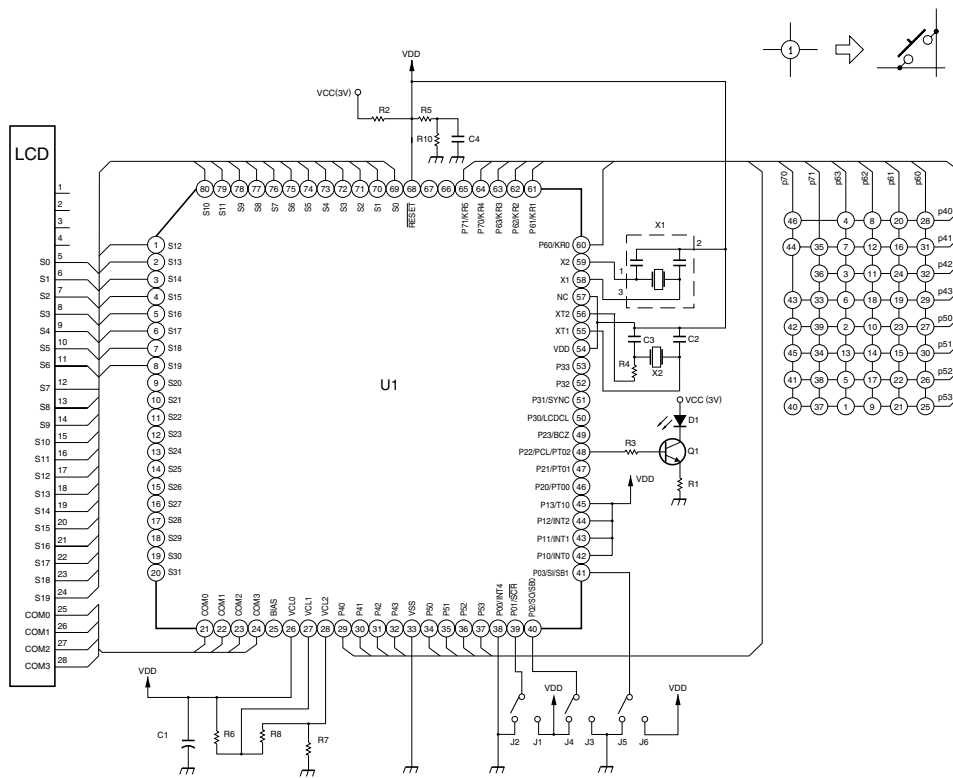 1
VDD
VCC(3V)
R2
R5
R10
C4
LCD
1
2
3
4
5
6
7
8
9
10
11
12
13
14
15
16
17
18
19
20
21
22
23
24
25
26
27
28
S0
S1
S2
S3
S4
S5
S6
S7
S8
S9
S10
S11
S12
S13
S14
S15
S16
S17
S18
S19
COM0
COM1
COM2
COM3
80 79 78 77 76 75 74 73 72 71 70 69 68 67 66 65 64 63 62 61
S10 S11 S9 S8 S6 S7 S5 S4 S3 S2 S1 S0 RESET P71/KR5 P70/KR4 P63/KR3 P62/KR2 P61/KR1
1 S12
2 S13
3 S14
4 S15
5 S16
6 S17
7 S18
8 S19
9 S20
10 S21
11 S22
12 S23
13 S24
14 S25
15 S26
16 S27
17 S28
18 S29
19 S30
20 S31
U1
P60/KR0 60
X2 59
X1 58
NC 57
XT2 56
XT1 55
VDD 54
P33 53
P32 52
P31/SYNC 51
P30/LCDCL 50
P23/BCZ 49
P22/PCL/PT02 48
P21/PT01 47
P20/PT00 46
P13/T10 45
P12/INT2 44
P11/INT1 43
P10/INT0 42
P03/SI/SB1 41
COM0 COM1 COM2 COM3 BIAS VCL0 VCL1 VCL2 P40 P41 P42 P43 VSS P50 P51 P52 P53 P00/INT4 P01/SCR P02/SO/SB0
21 22 23 24 25 26 27 28 29 30 31 32 33 34 35 36 37 38 39 40
X1
1
2
3
C3
C2
R4
X2
VCC (3V)
D1
R3
Q1
R1
VDD
p70 p71 p63 p62 p61 p60
46 4 8 20 28 p40
44 35 7 12 16 31 p41
36 3 11 24 32 p42
43 33 6 18 19 29 p43
42 39 2 10 23 27 p50
45 34 13 14 15 30 p51
41 38 5 17 22 26 p52
40 37 1 9 21 25 p53
VDD
C1
R6
R8
R7
VDD
VDD
J2
J1
J4
J3
J5
J6